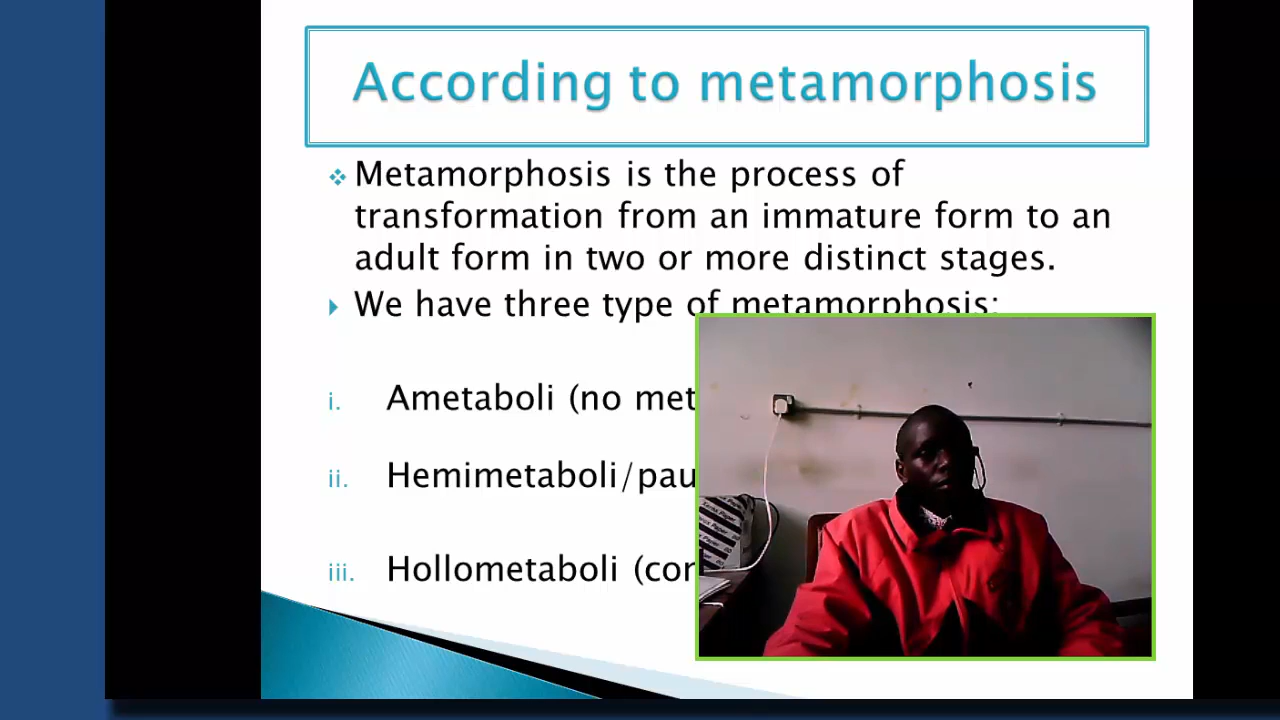 According to metamorphosis
Metamorphosis is the process of
transformation from an immature form to an
adult form in two or more distinct stages.
We have three type of metamorphosis:
i. Ametaboli (no met
ii. Hemimetaboli/pau
iii. Hollometaboli (con